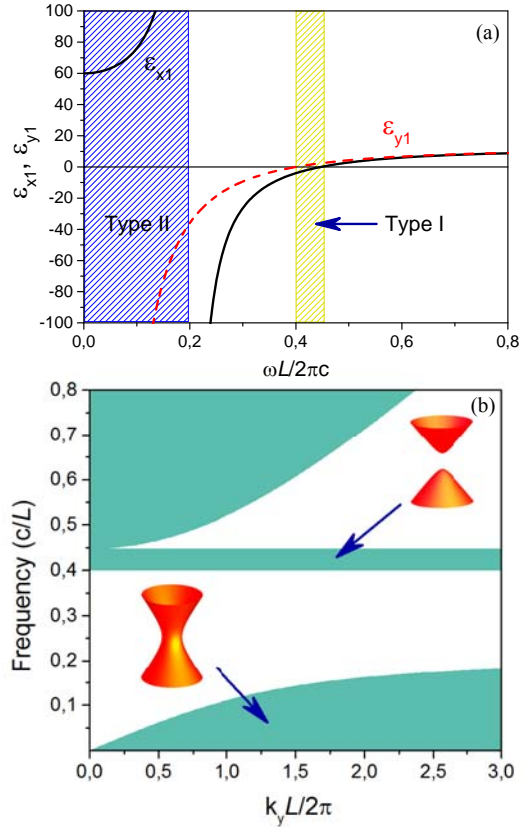 (a)
100
80
60
40
20
0
-20
-40
-60
-80
-100
εx1, εy1
εx1
εy1
Type II
Type I
0,0 0,2 0,4 0,6 0,8
ωL/2πc
(b)
0,8
0,7
0,6
0,5
0,4
0,3
0,2
0,1
Frequency (c/L)
0,0 0,5 1,0 1,5 2,0 2,5 3,0
kyL/2π